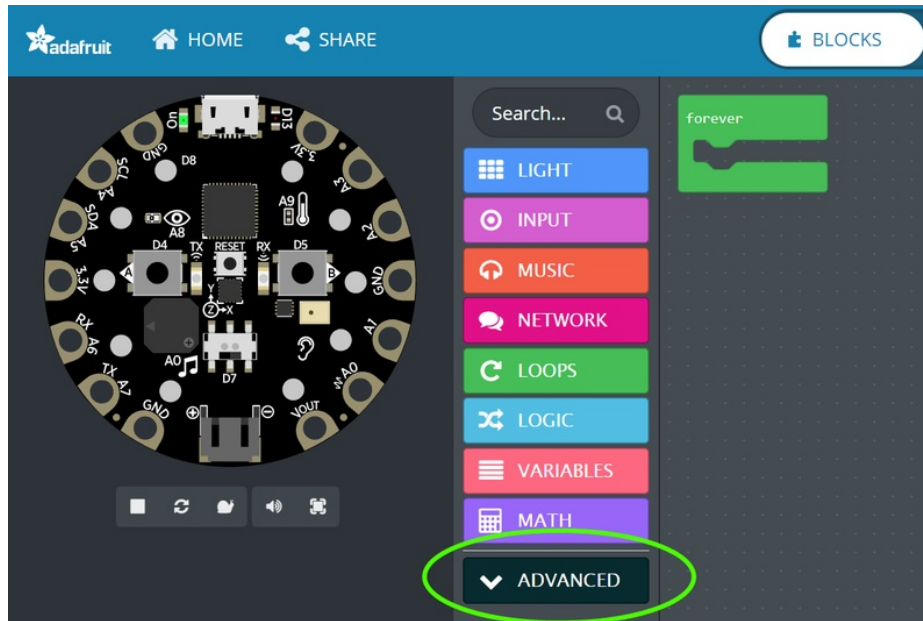 adafruit HOME SHARE BLOCKS
Search...
LIGHT
INPUT
MUSIC
NETWORK
LOOPS
LOGIC
VARIABLES
MATH
ADVANCED
forever
On
D13
GND
3.3V
SCL A4
D8
A3
SDA A5
A8
A9
A2
D4 TX RESET RX D5
3.3V
A
B
GND
Y
Z X
RX A6
A1
A0
D7
TX A7
A0
GND
VOUT